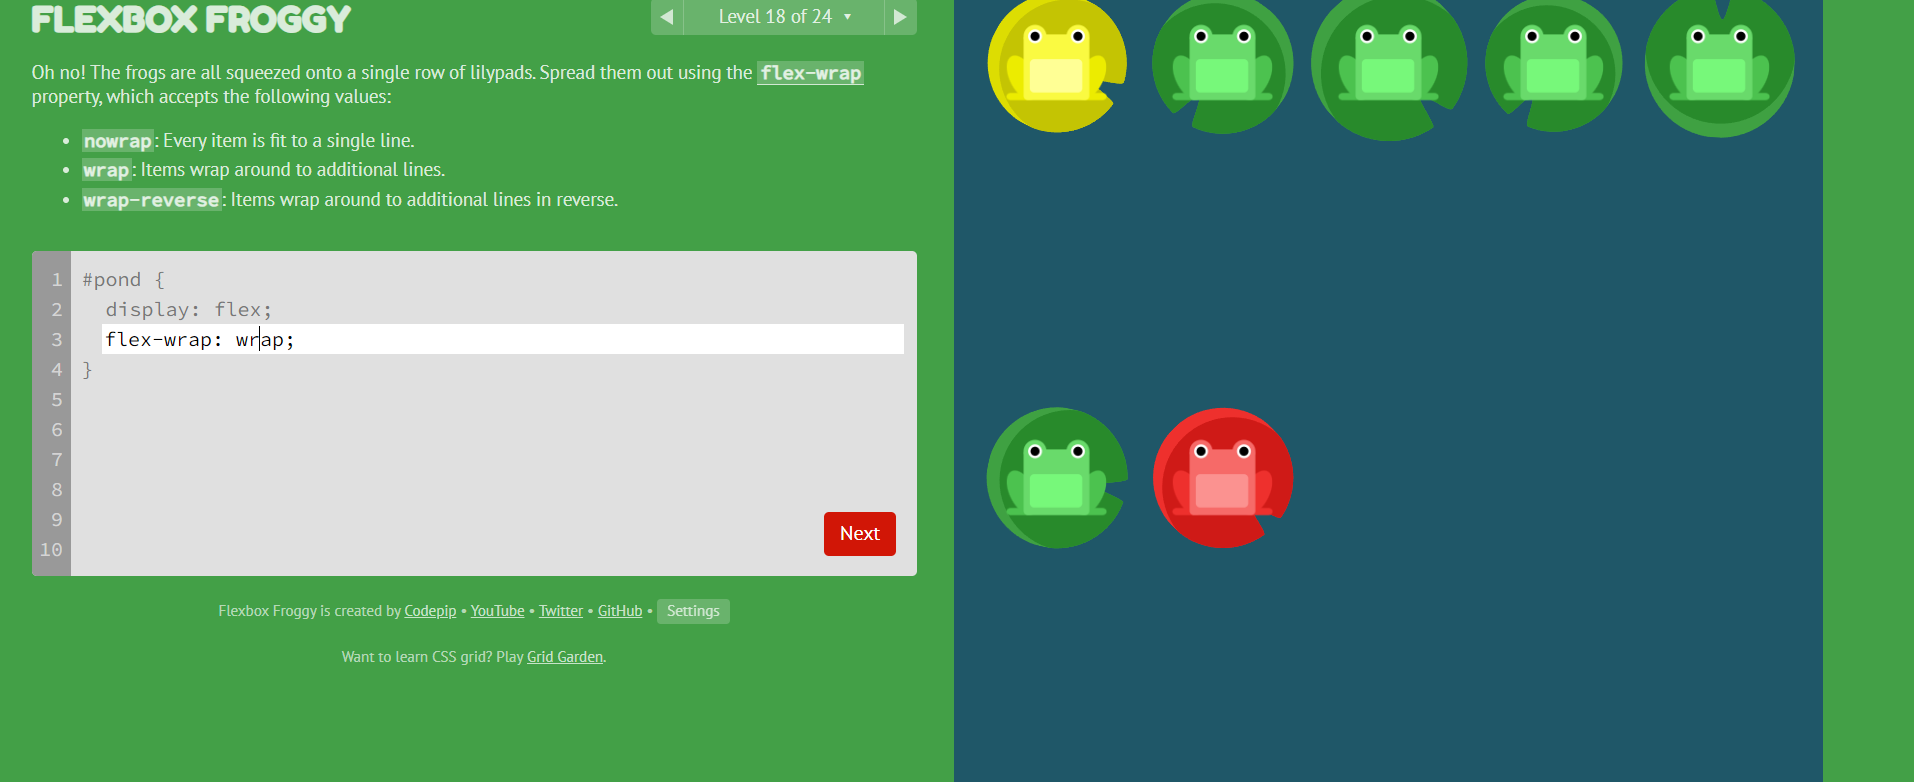 FLEXBOX FROGGY
◀ Level 18 of 24 ▾ ▶
Oh no! The frogs are all squeezed onto a single row of lilypads. Spread them out using the flex-wrap
property, which accepts the following values:
• nowrap: Every item is fit to a single line.
• wrap: Items wrap around to additional lines.
• wrap-reverse: Items wrap around to additional lines in reverse.
1 #pond {
2 display: flex;
3 flex-wrap: wrap;
4 }
5
6
7
8
9
10
Next
Flexbox Froggy is created by Codepip • YouTube • Twitter • GitHub • Settings
Want to learn CSS grid? Play Grid Garden.